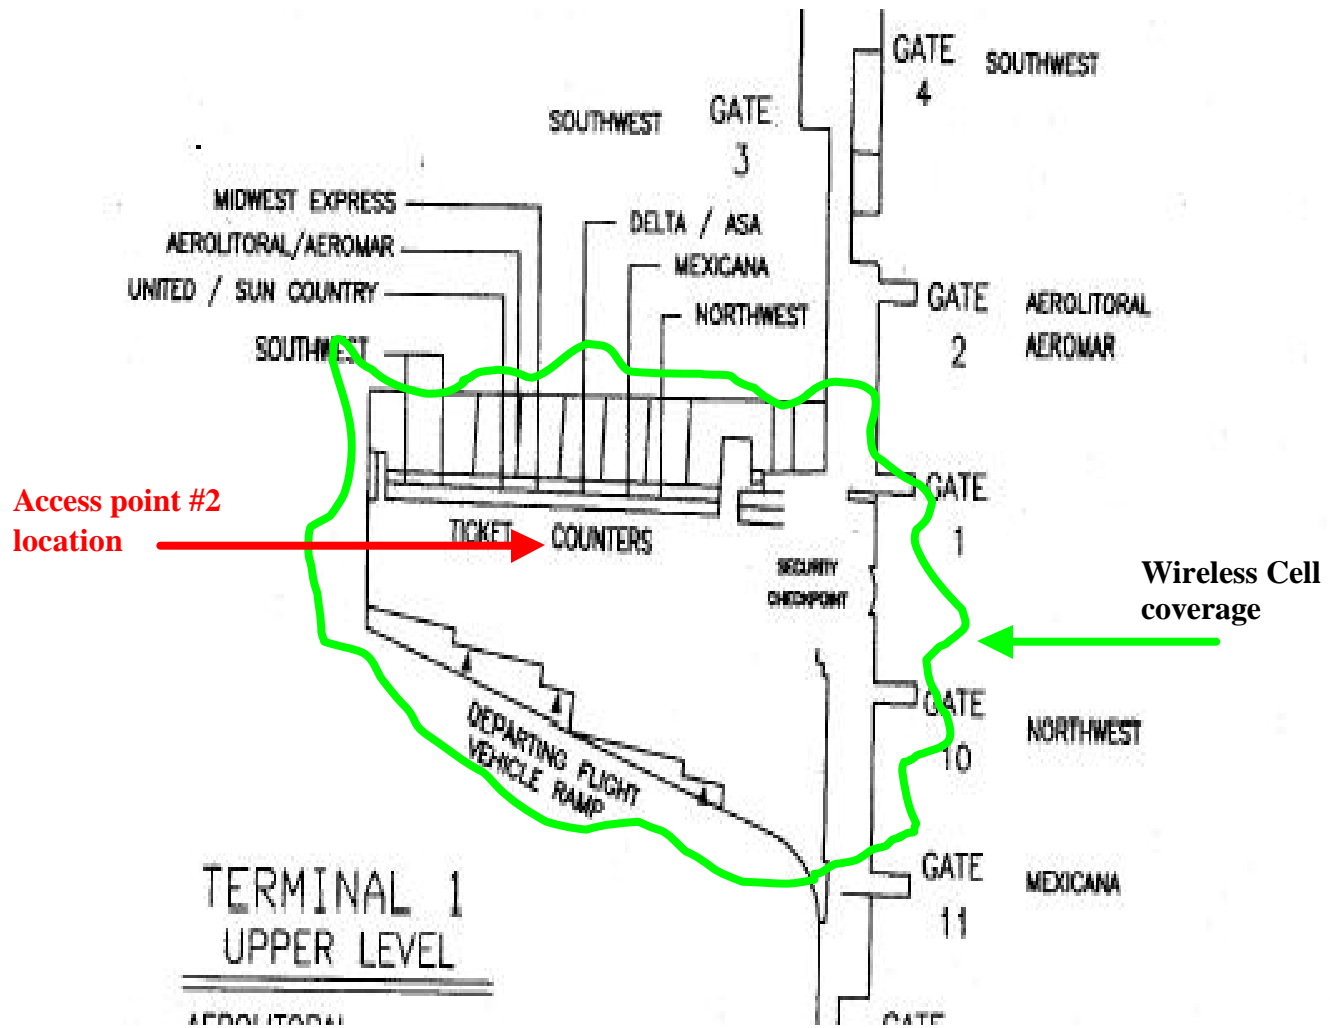 GATE
4
SOUTHWEST
SOUTHWEST
GATE
3
MIDWEST EXPRESS
DELTA / ASA
AEROLITORAL/AEROMAR
MEXICANA
UNITED / SUN COUNTRY
NORTHWEST
GATE
2
AEROLITORAL
AEROMAR
SOUTHWEST
Access point #2
location
TICKET COUNTERS
GATE
1
SECURITY
CHECKPOINT
Wireless Cell
coverage
GATE
10
NORTHWEST
DEPARTING FLIGHT
VEHICLE RAMP
GATE
11
MEXICANA
TERMINAL 1
UPPER LEVEL
AEROLITORAL
GATE